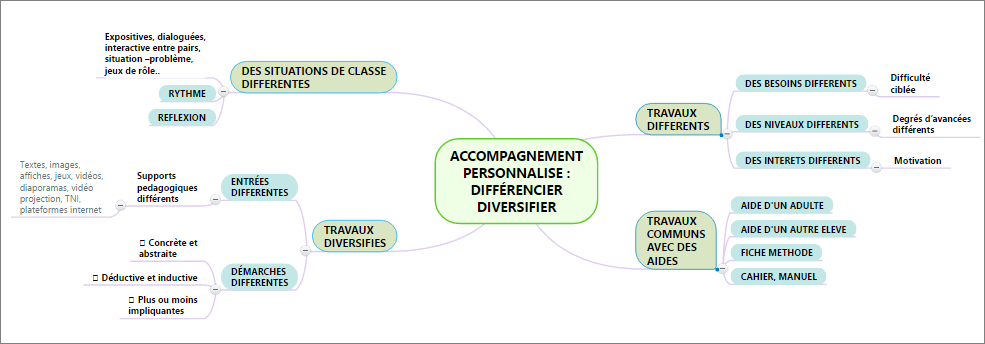 ACCOMPAGNEMENT
PERSONNALISE :
DIFFÉRENCIER
DIVERSIFIER
Expositives, dialoguées,
interactive entre pairs,
situation –problème,
jeux de rôle..
RYTHME
REFLEXION
DES SITUATIONS DE CLASSE
DIFFERENTES
Textes, images,
affiches, jeux, vidéos,
diaporamas, vidéo
projection, TNI,
plateformes internet
Supports
pedagogiques
différents
ENTRÉES
DIFFERENTES
TRAVAUX
DIVERSIFIES
Concrète et
abstraite
Déductive et inductive
Plus ou moins
impliquantes
DÉMARCHES
DIFFERENTES
TRAVAUX
DIFFERENTS
DES BESOINS DIFFERENTS
Difficulté
ciblée
DES NIVEAUX DIFFERENTS
Degrés d’avancées
différents
DES INTERETS DIFFERENTS
Motivation
TRAVAUX
COMMUNS
AVEC DES
AIDES
AIDE D’UN ADULTE
AIDE D’UN AUTRE ELEVE
FICHE METHODE
CAHIER, MANUEL